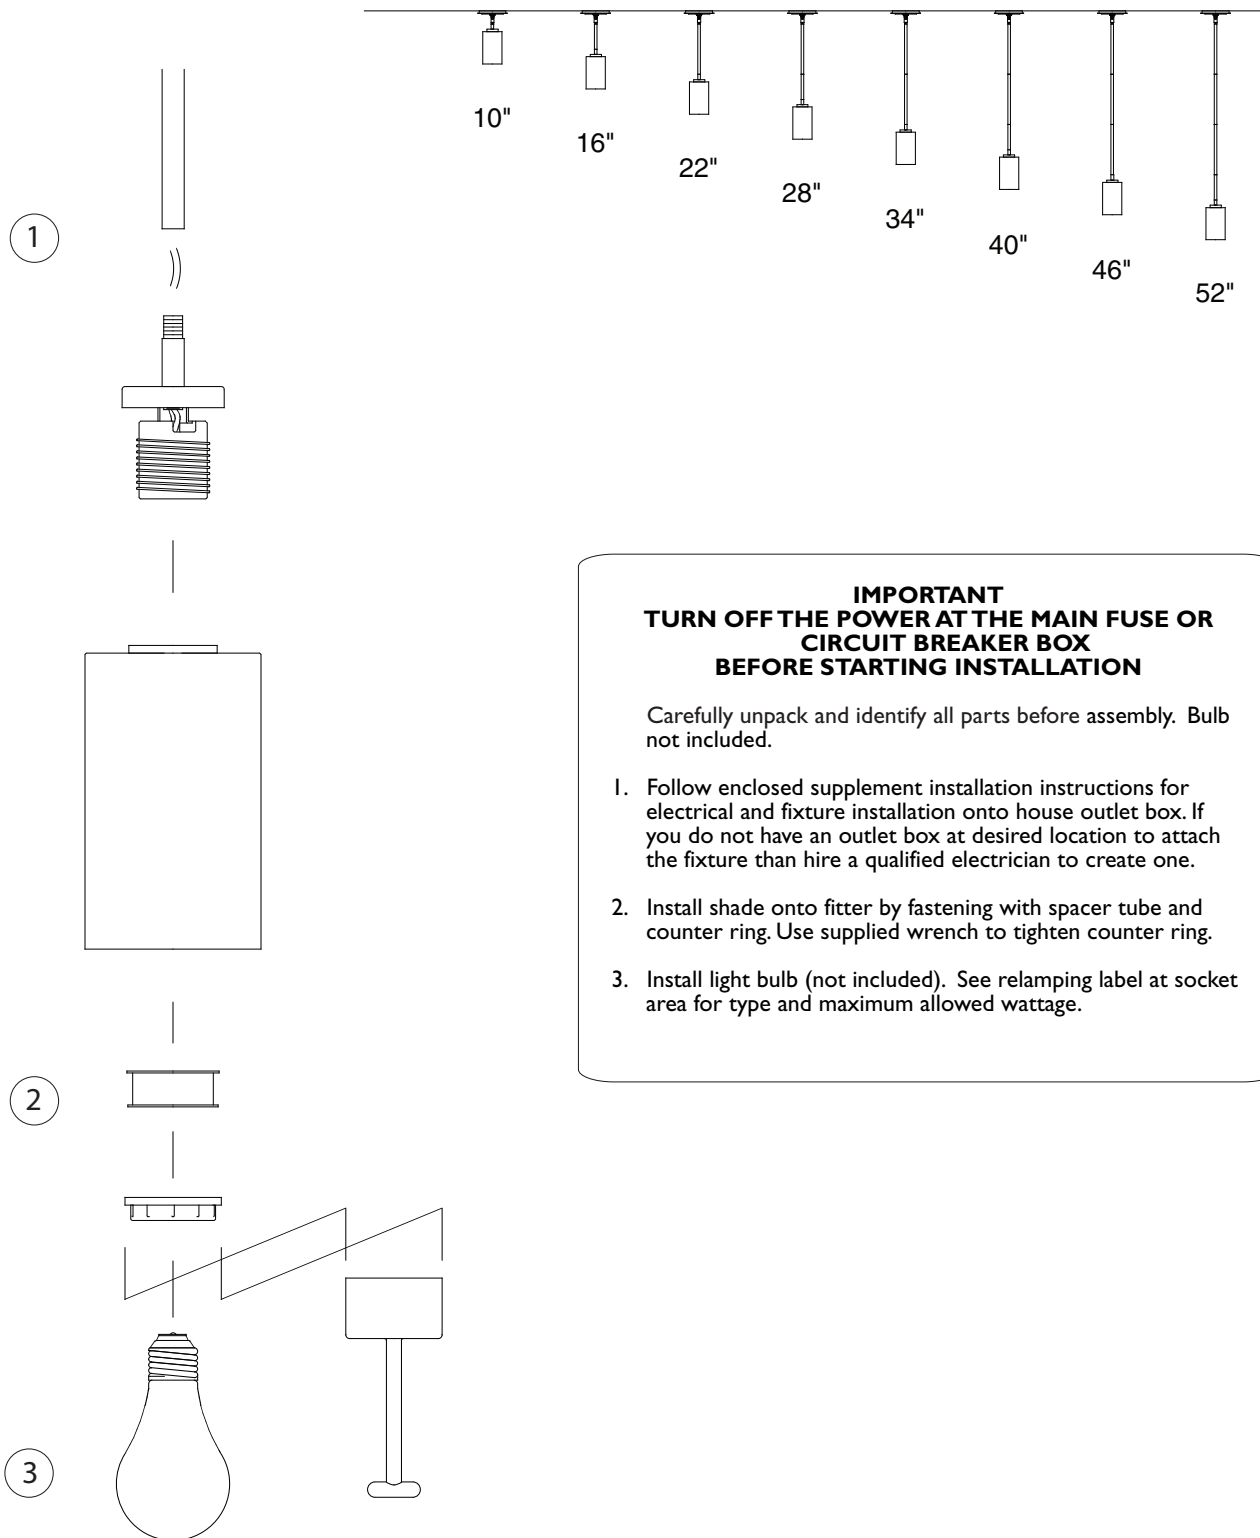 10"
16"
22"
28"
34"
40"
46"
52"
1
IMPORTANT
TURN OFF THE POWER AT THE MAIN FUSE OR
CIRCUIT BREAKER BOX
BEFORE STARTING INSTALLATION
Carefully unpack and identify all parts before assembly. Bulb
not included.
1. Follow enclosed supplement installation instructions for
electrical and fixture installation onto house outlet box. If
you do not have an outlet box at desired location to attach
the fixture than hire a qualified electrician to create one.
2. Install shade onto fitter by fastening with spacer tube and
counter ring. Use supplied wrench to tighten counter ring.
3. Install light bulb (not included). See relamping label at socket
area for type and maximum allowed wattage.
2
3